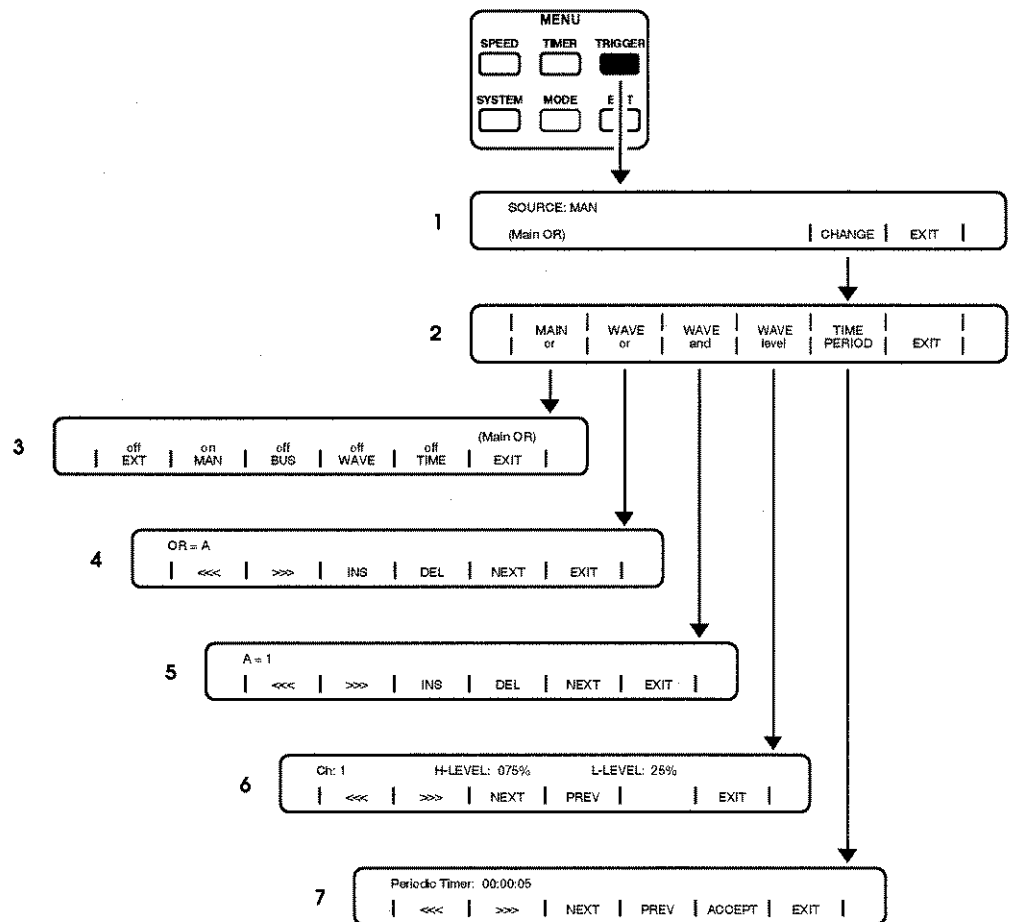 MENU
SPEED TIMER TRIGGER
SYSTEM MODE
1
SOURCE: MAN
(Main OR) | CHANGE | EXIT |
2
| MAIN | WAVE | WAVE | WAVE | TIME |
| or | or | and | level | PERIOD | EXIT |
3
(Main OR)
off on off off off
| EXT | MAN | BUS | WAVE | TIME | EXIT |
4
OR = A
| <<< | >>> | INS | DEL | NEXT | EXIT |
5
A = 1
| <<< | >>> | INS | DEL | NEXT | EXIT |
6
Ch: 1 H-LEVEL: 075% L-LEVEL: 25%
| <<< | >>> | NEXT | PREV | | EXIT |
7
Periodic Timer: 00:00:05
| <<< | >>> | NEXT | PREV | ACCEPT | EXIT |